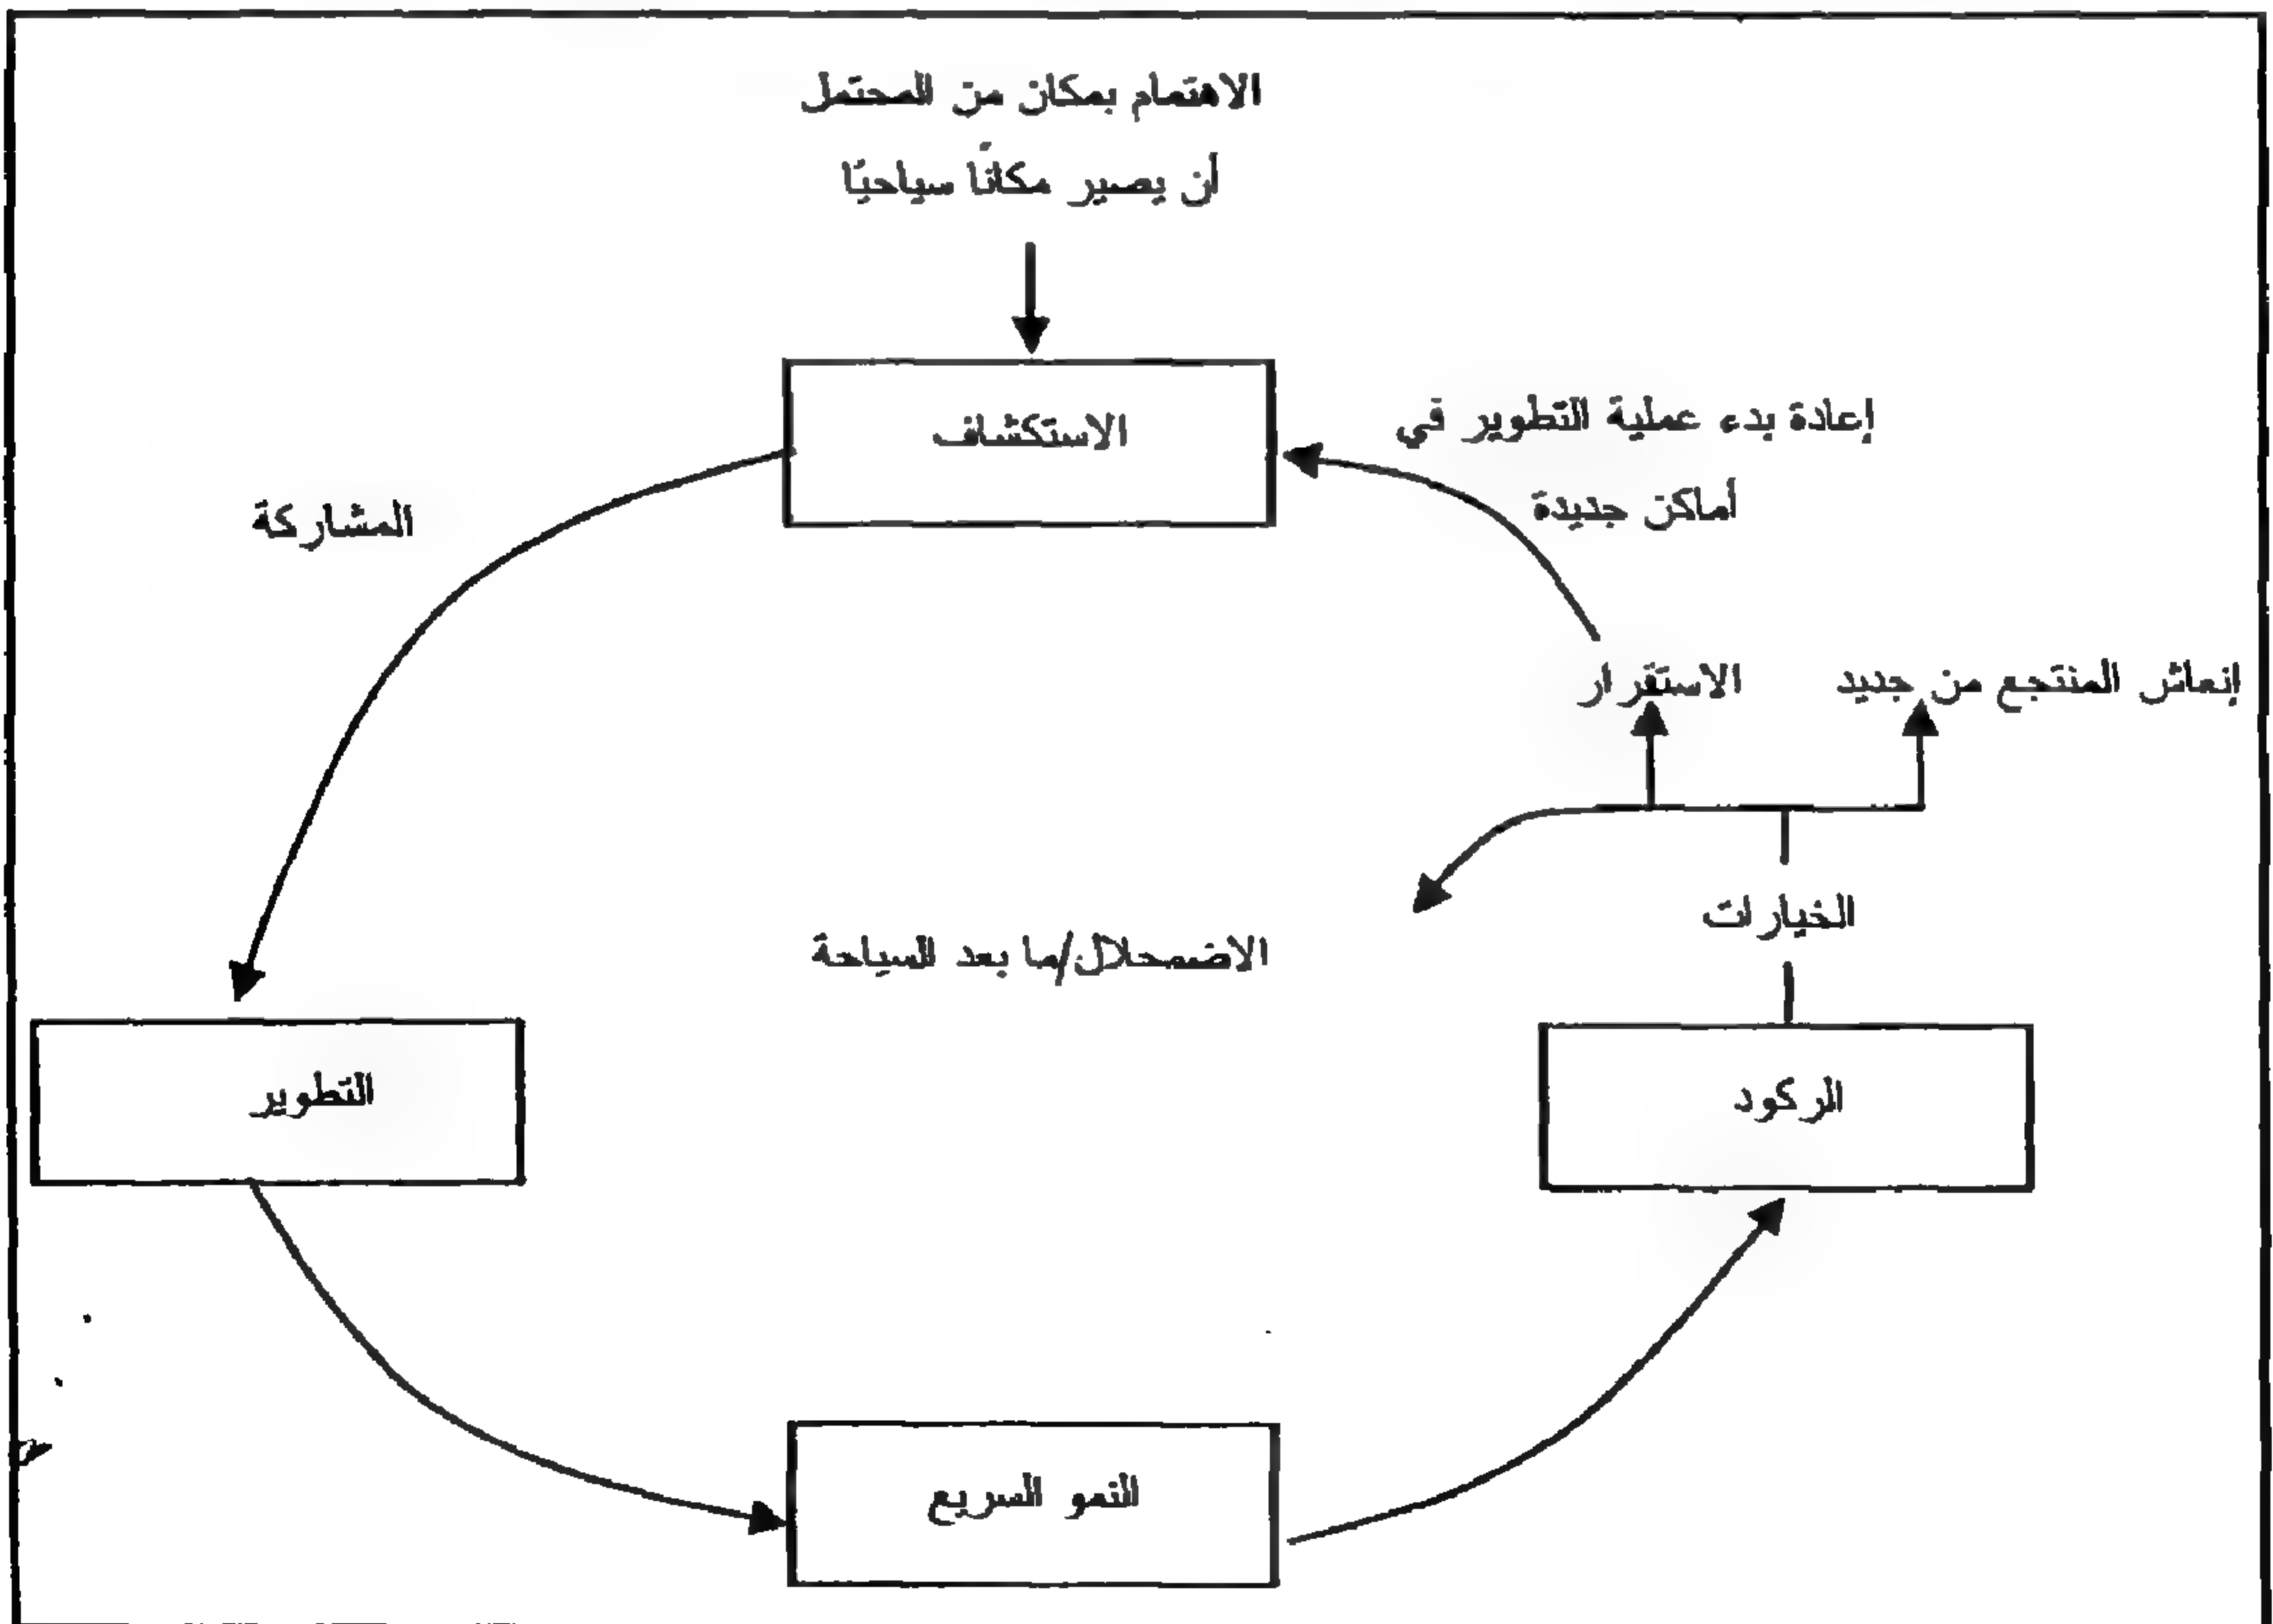 الاهتمام بمكان من المحتمل
أن يصير مكانًا سياحيًا
الاستكشاف
إعادة بدء عملية التطوير في
أماكن جديدة
المشاركة
إنعاش المنتجع من جديد
الاستقرار
الخيارات
الاضمحلال/ما بعد السياحة
الركود
التطوير
النمو السريع